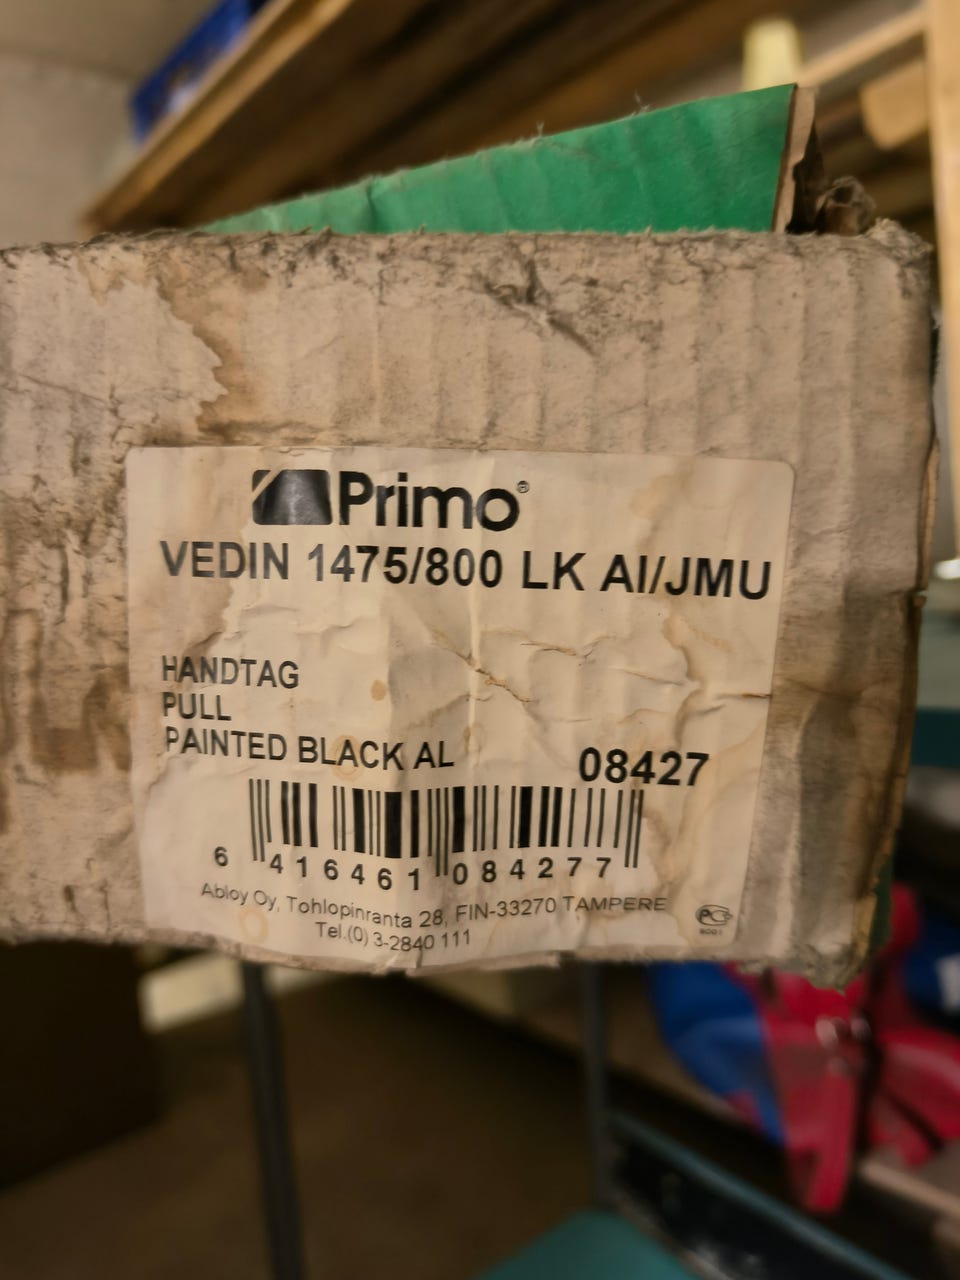 Primo®
VEDIN 1475/800 LK AI/JMU
HANDTAG
PULL
PAINTED BLACK AL
08427
6 416461 084277
Abloy Oy, Tohlopinranta 28, FIN-33270 TAMPERE
Tel.(0) 3-2840 111